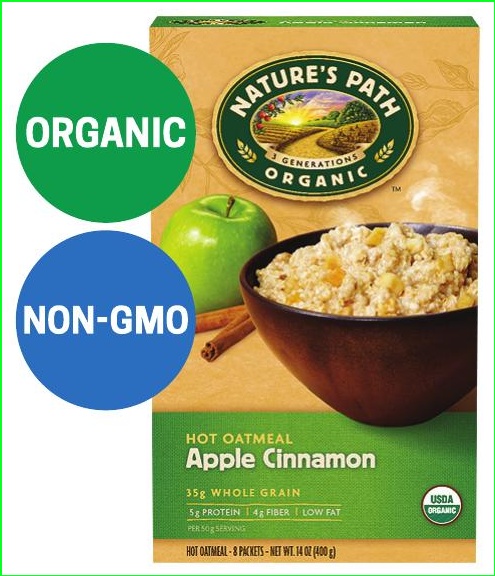 ORGANIC
NON-GMO
NATURE'S PATH
3 GENERATIONS
ORGANIC
TM
HOT OATMEAL
Apple Cinnamon
35g WHOLE GRAIN
5g PROTEIN | 4g FIBER | LOW FAT
PER 50g SERVING
USDA
ORGANIC
HOT OATMEAL - 8 PACKETS - NET WT. 14 OZ (400 g)